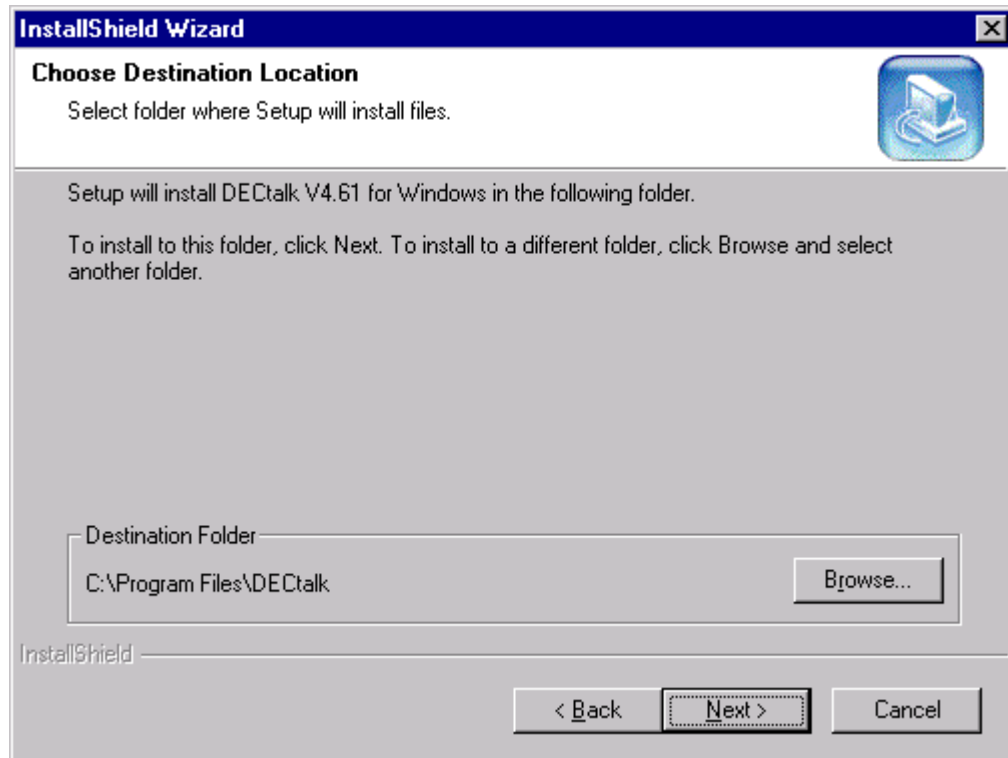 InstallShield Wizard
Choose Destination Location
Select folder where Setup will install files.
Setup will install DECtalk V4.61 for Windows in the following folder.
To install to this folder, click Next. To install to a different folder, click Browse and select
another folder.
Destination Folder
C:\Program Files\DECtalk
Browse...
InstallShield
< Back
Next >
Cancel